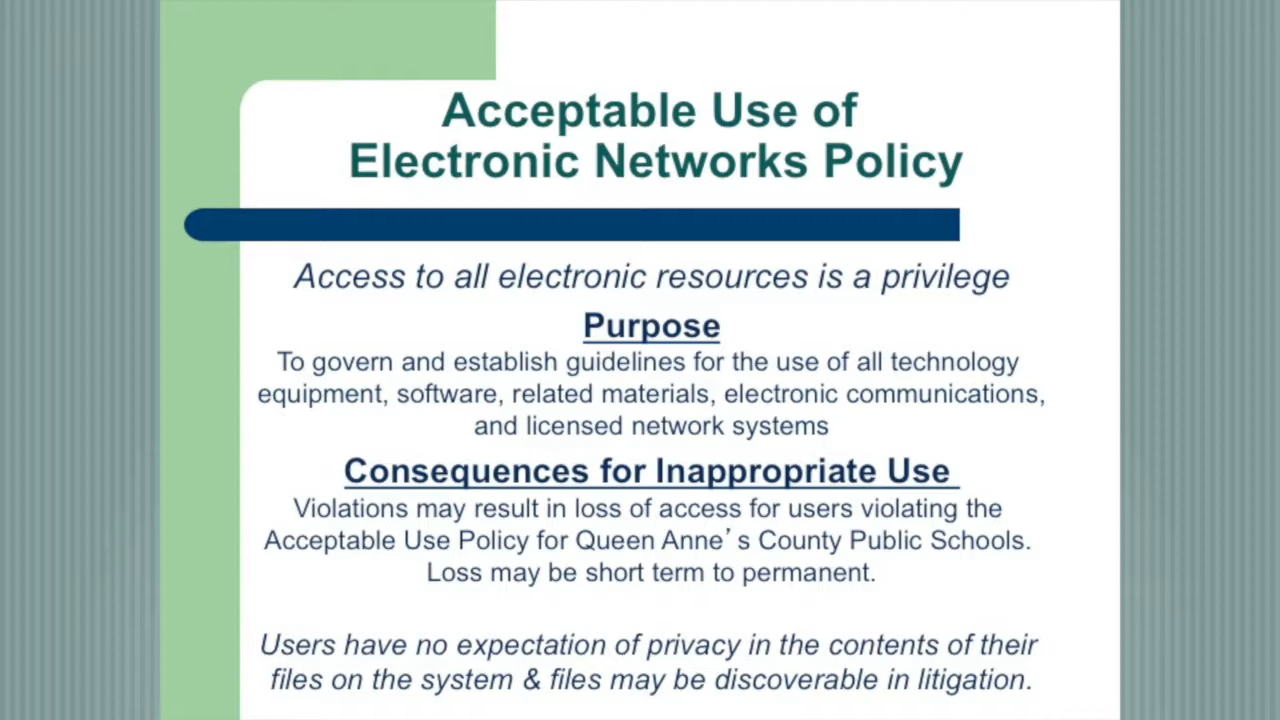 Acceptable Use of
Electronic Networks Policy
Access to all electronic resources is a privilege
Purpose
To govern and establish guidelines for the use of all technology
equipment, software, related materials, electronic communications,
and licensed network systems
Consequences for Inappropriate Use
Violations may result in loss of access for users violating the
Acceptable Use Policy for Queen Anne’s County Public Schools.
Loss may be short term to permanent.
Users have no expectation of privacy in the contents of their
files on the system & files may be discoverable in litigation.